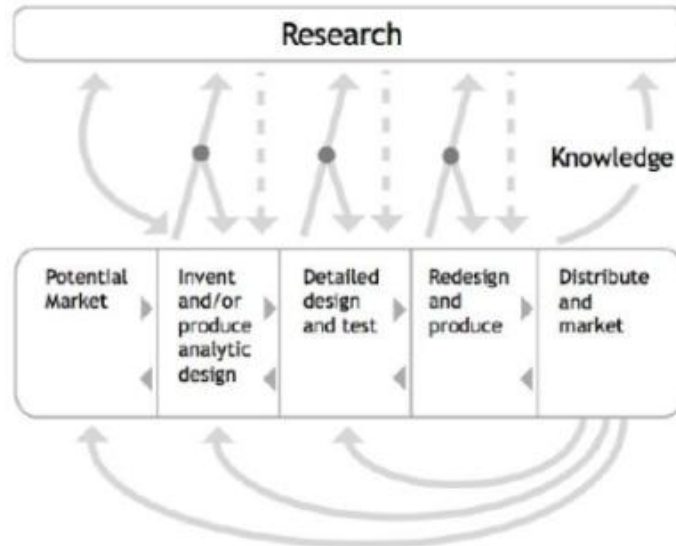 Research
Knowledge
Potential
Market
Invent
and/or
produce
analytic
design
Detailed
design
and test
Redesign
and
produce
Distribute
and
market